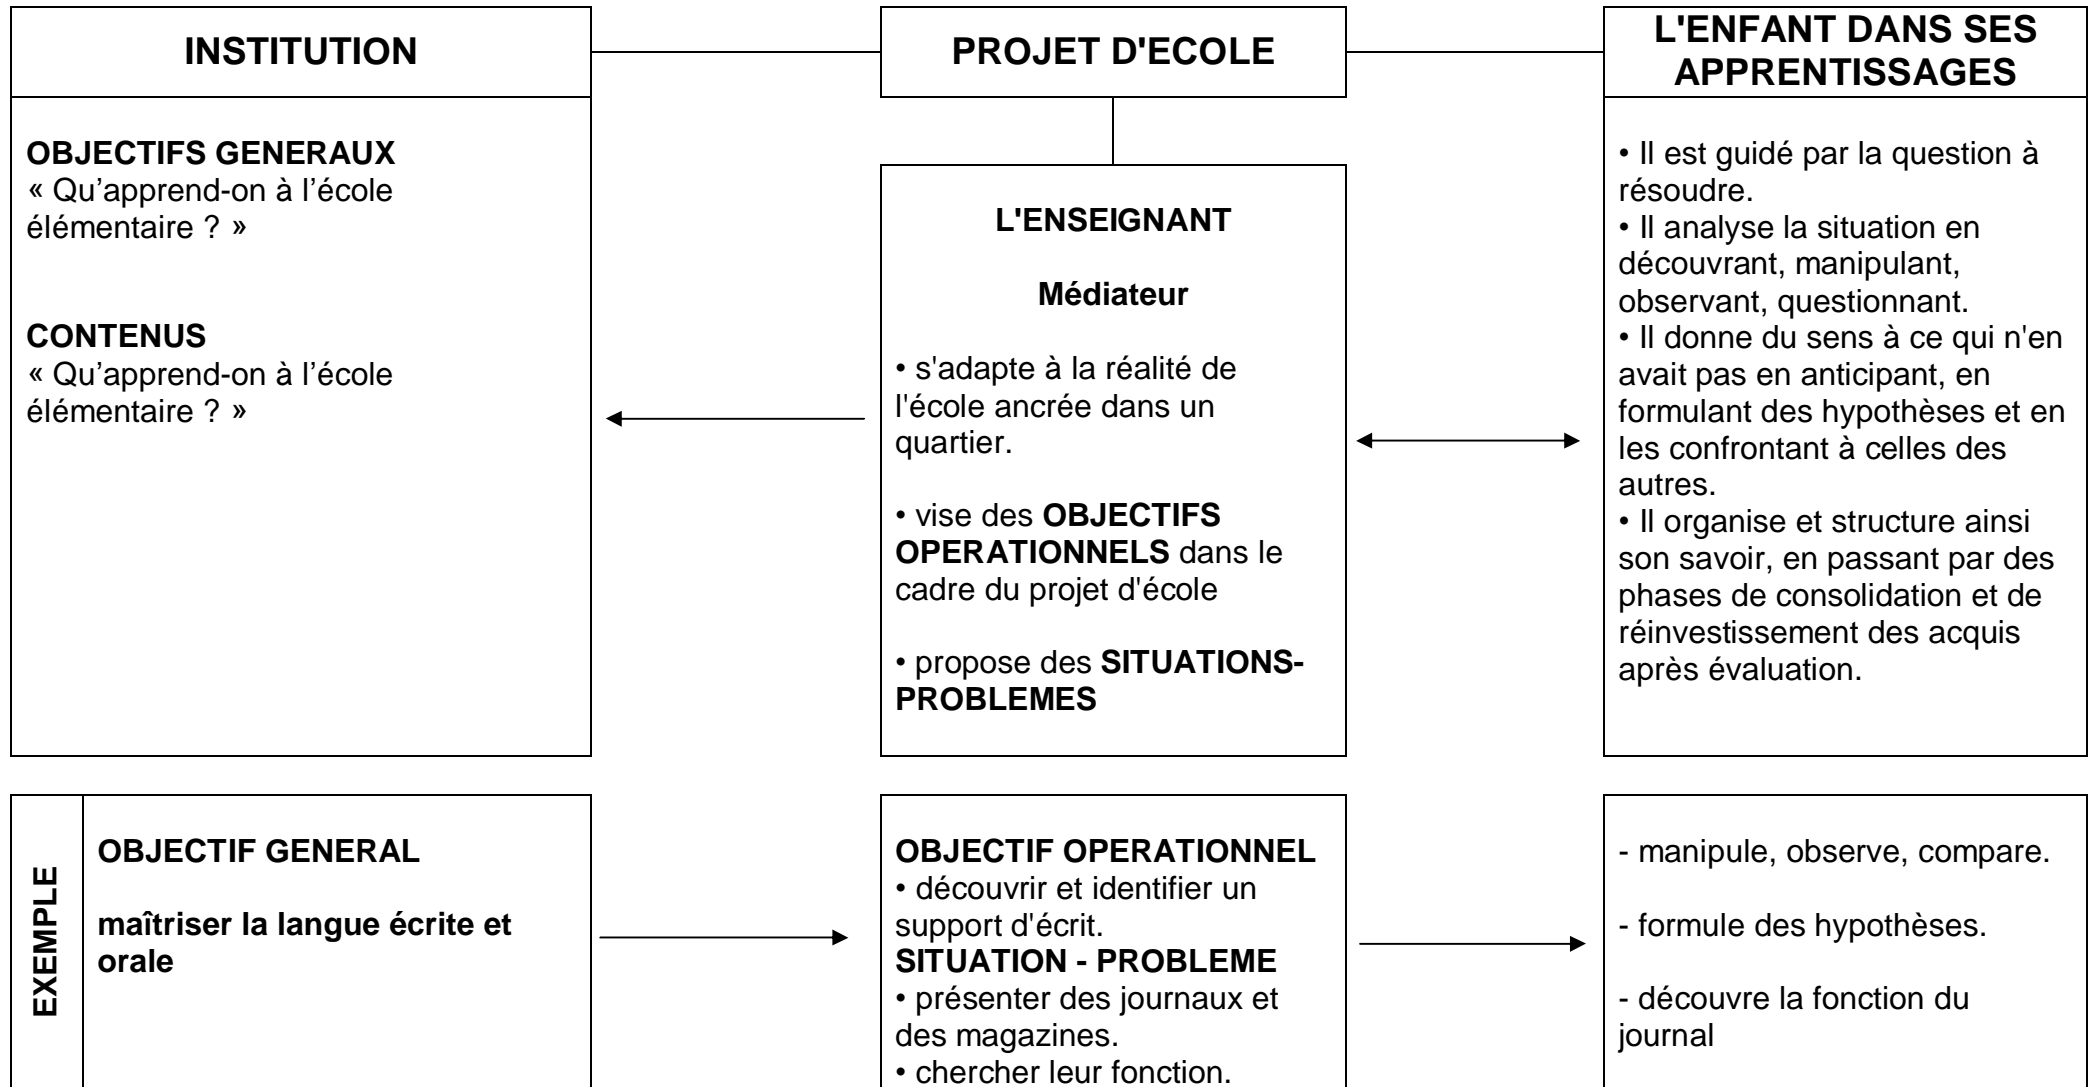 INSTITUTION
PROJET D'ECOLE
L'ENFANT DANS SES
APPRENTISSAGES
OBJECTIFS GENERAUX
« Qu’apprend-on à l’école
élémentaire ? »
CONTENUS
« Qu’apprend-on à l’école
élémentaire ? »
L'ENSEIGNANT
Médiateur
• s'adapte à la réalité de
l'école ancrée dans un
quartier.
• vise des OBJECTIFS
OPERATIONNELS dans le
cadre du projet d'école
• propose des SITUATIONS-
PROBLEMES
• Il est guidé par la question à
résoudre.
• Il analyse la situation en
découvrant, manipulant,
observant, questionnant.
• Il donne du sens à ce qui n'en
avait pas en anticipant, en
formulant des hypothèses et en
les confrontant à celles des
autres.
• Il organise et structure ainsi
son savoir, en passant par des
phases de consolidation et de
réinvestissement des acquis
après évaluation.
EXEMPLE
OBJECTIF GENERAL
maîtriser la langue écrite et
orale
OBJECTIF OPERATIONNEL
• découvrir et identifier un
support d'écrit.
SITUATION - PROBLEME
• présenter des journaux et
des magazines.
• chercher leur fonction.
- manipule, observe, compare.
- formule des hypothèses.
- découvre la fonction du
journal